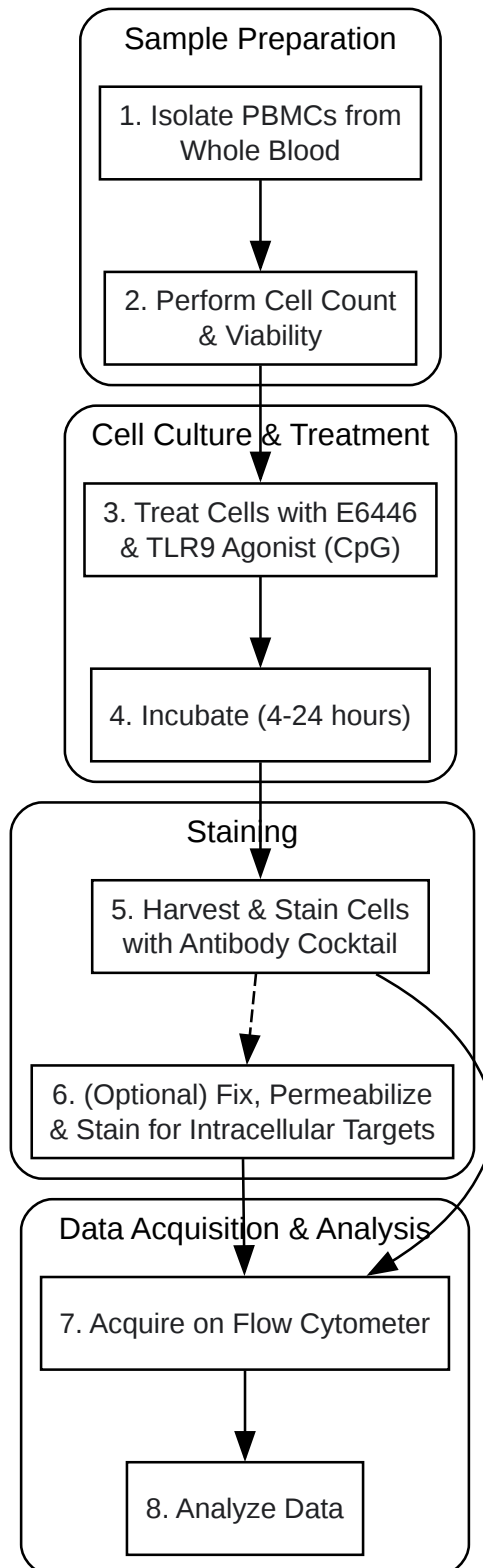 Sample Preparation
1. Isolate PBMCs from
Whole Blood
2. Perform Cell Count
& Viability
Cell Culture & Treatment
3. Treat Cells with E6446
& TLR9 Agonist (CpG)
4. Incubate (4-24 hours)
Staining
5. Harvest & Stain Cells
with Antibody Cocktail
6. (Optional) Fix, Permeabilize
& Stain for Intracellular Targets
Data Acquisition & Analysis
7. Acquire on Flow Cytometer
8. Analyze Data